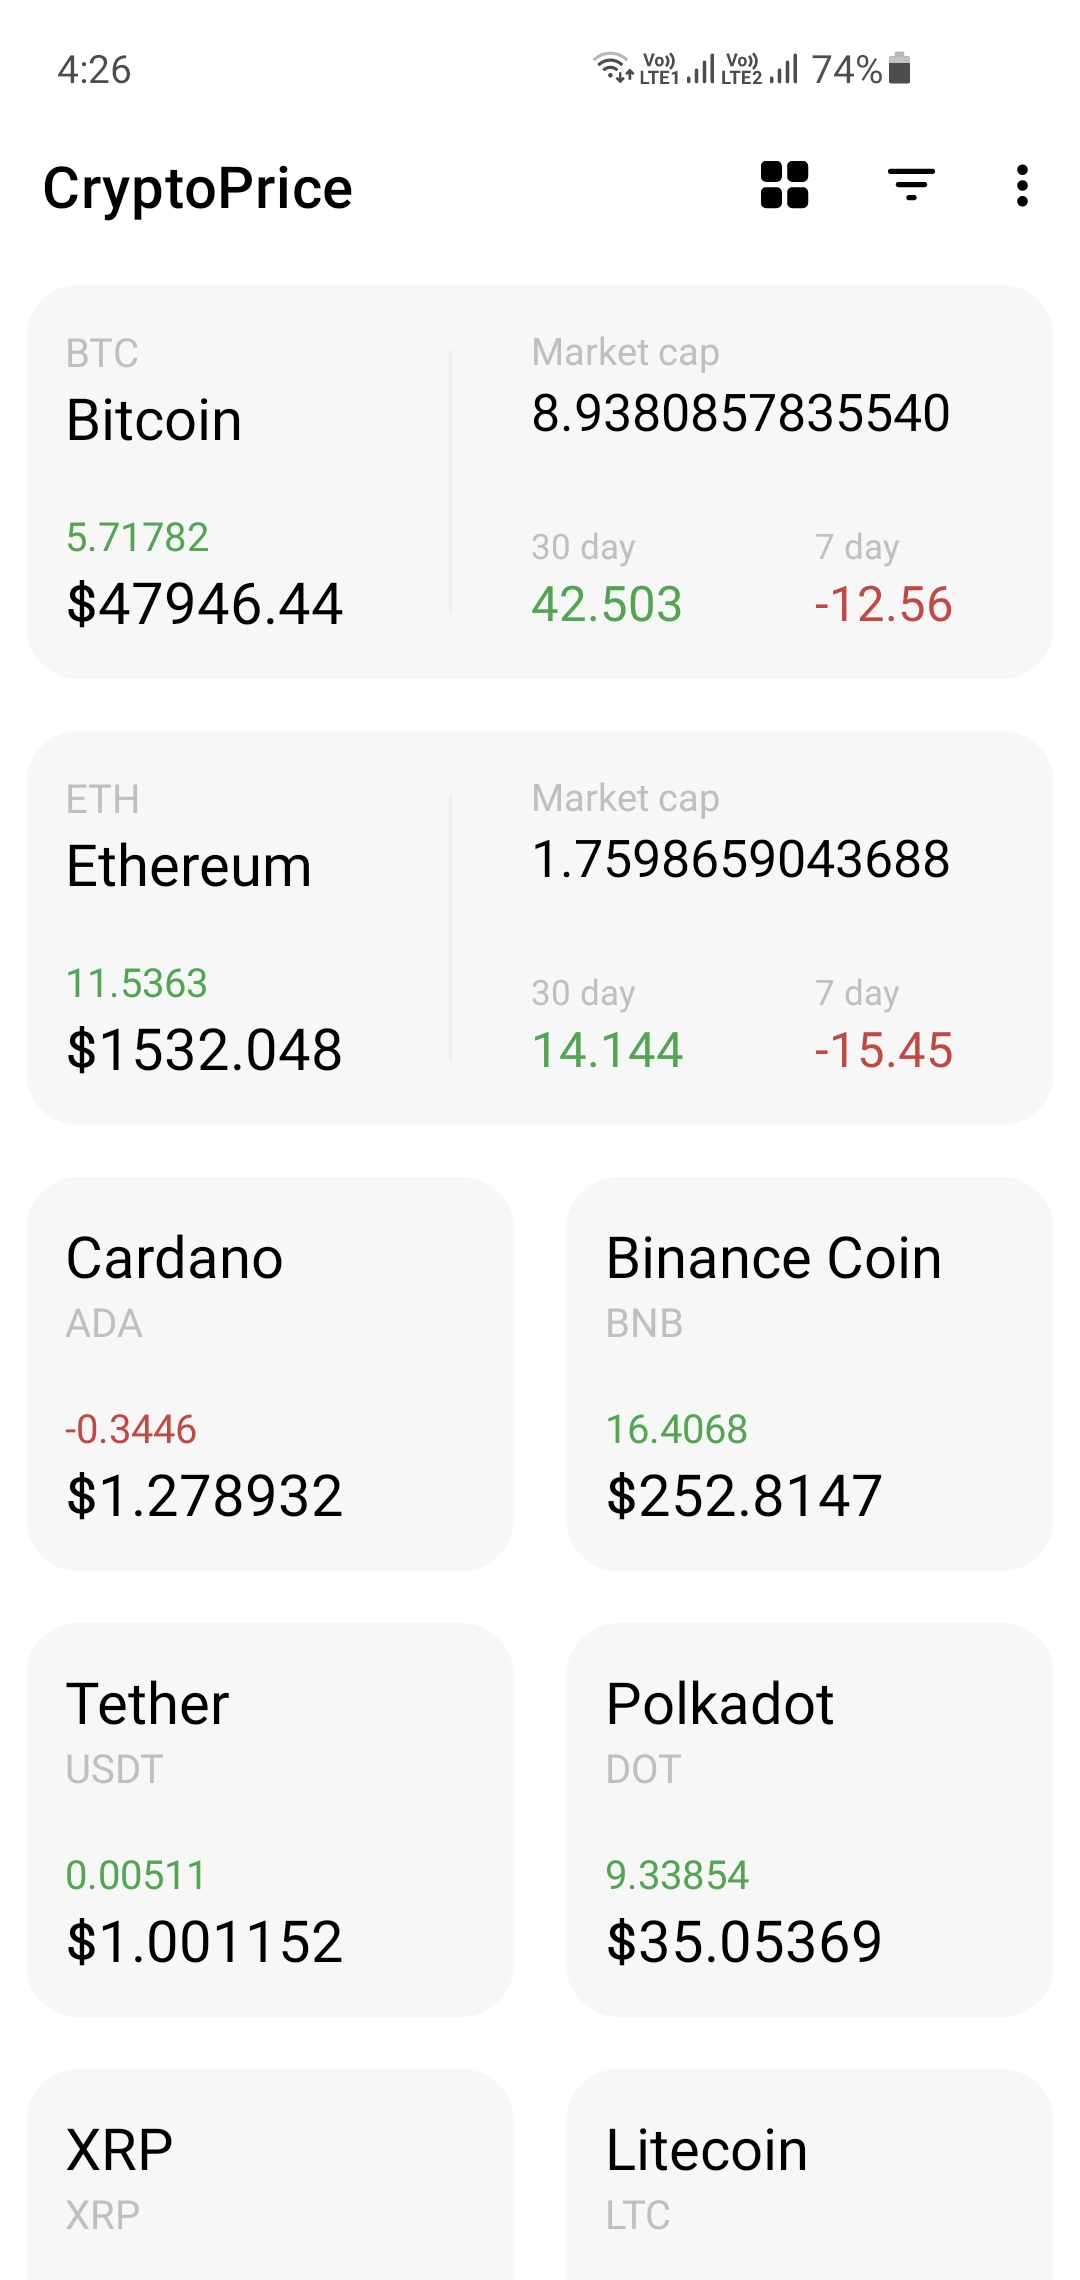 4:26
Vo)) LTE1 Vo)) LTE2 74%
CryptoPrice
BTC
Bitcoin
5.71782
$47946.44
Market cap
8.9380857835540
30 day
42.503
7 day
-12.56
ETH
Ethereum
11.5363
$1532.048
Market cap
1.7598659043688
30 day
14.144
7 day
-15.45
Cardano
ADA
-0.3446
$1.278932
Binance Coin
BNB
16.4068
$252.8147
Tether
USDT
0.00511
$1.001152
Polkadot
DOT
9.33854
$35.05369
XRP
XRP
Litecoin
LTC